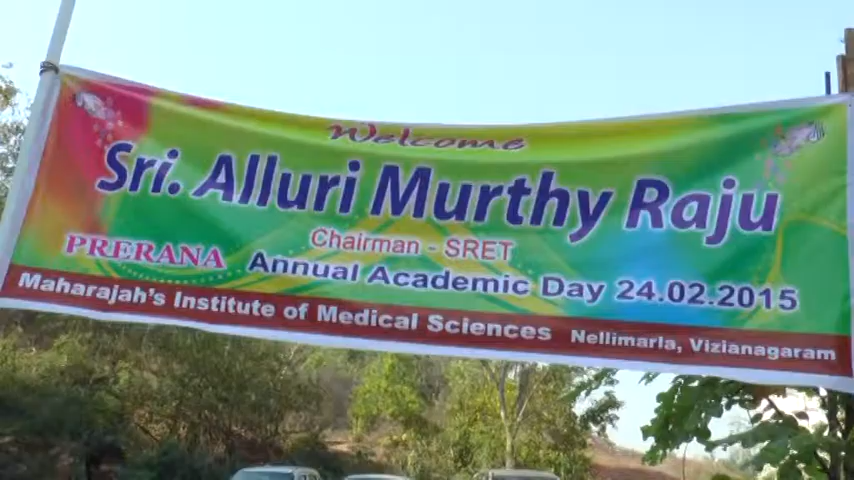 Welcome
Sri. Alluri Murthy Raju
Chairman - SRET
PRERANA Annual Academic Day 24.02.2015
Maharajah's Institute of Medical Sciences Nellimarla, Vizianagaram